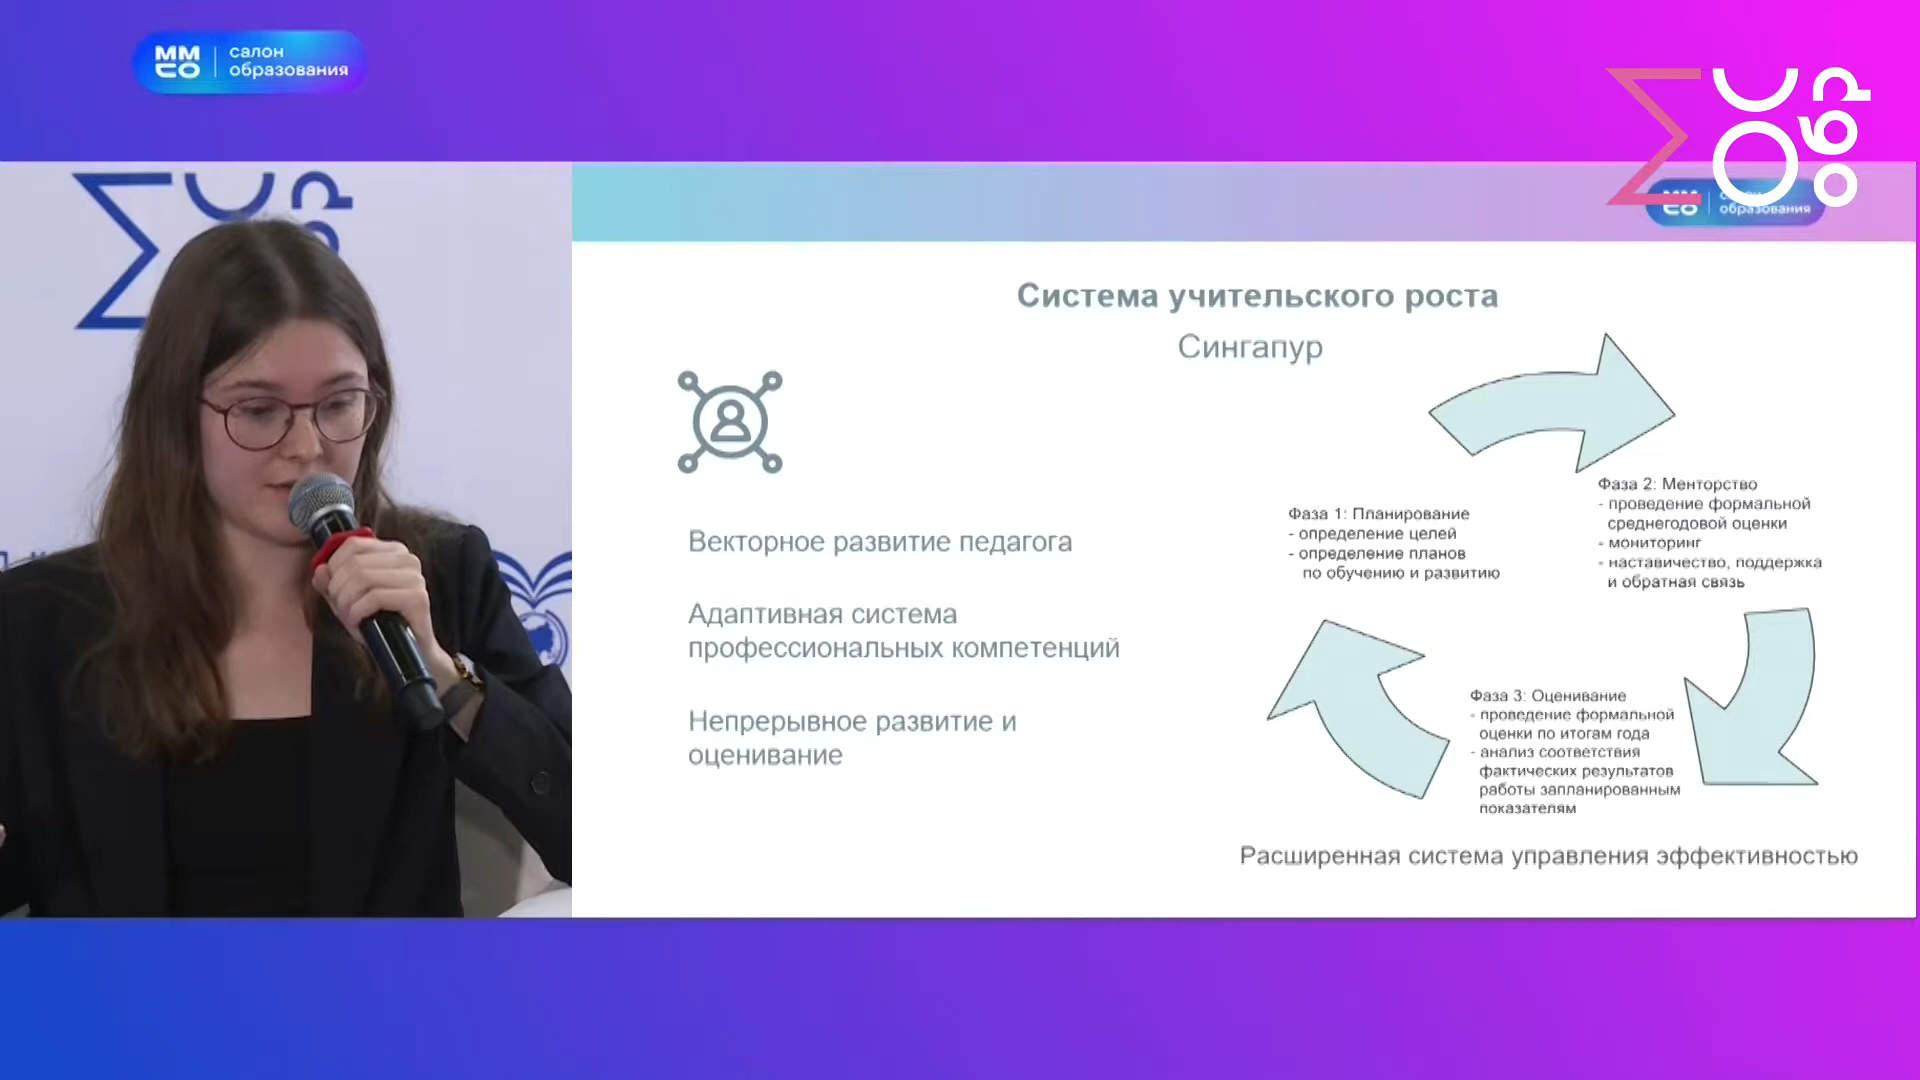 ММ
СО
салон
образования
обр
образования
Система учительского роста
Сингапур
Векторное развитие педагога
Адаптивная система
профессиональных компетенций
Непрерывное развитие и
оценивание
Фаза 1: Планирование
- определение целей
- определение планов
по обучению и развитию
Фаза 2: Менторство
- проведение формальной
среднегодовой оценки
- мониторинг
- наставичество, поддержка
и обратная связь
Фаза 3: Оценивание
- проведение формальной
оценки по итогам года
- анализ соответствия
фактических результатов
работы запланированным
показателям
Расширенная система управления эффективностью